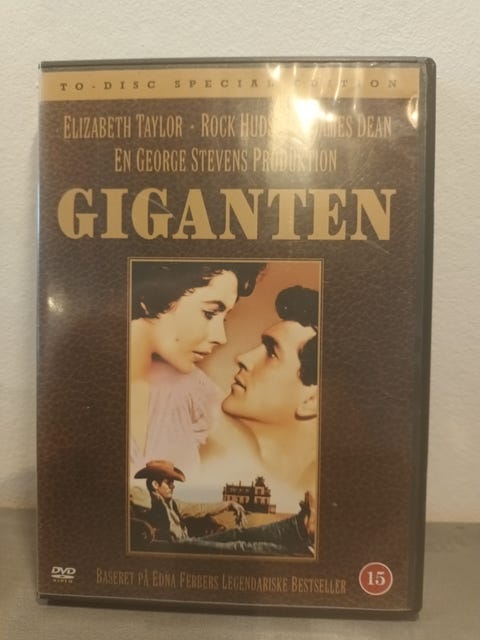 TO-DISC SPECIAL EDITION
ELIZABETH TAYLOR · ROCK HUDSON JAMES DEAN
EN GEORGE STEVENS PRODUKTION
GIGANTEN
DVD
VIDEO
BASERET PÅ EDNA FERBERS LEGENDARISKE BESTSELLER
15